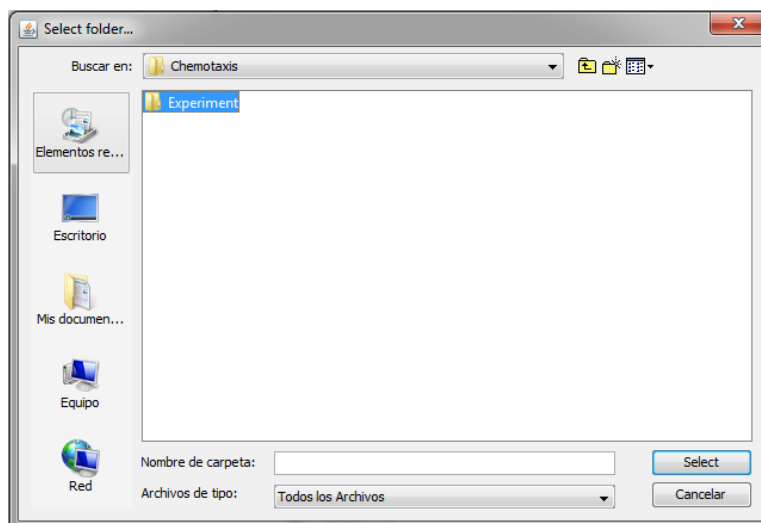 Select folder...
Buscar en: Chemotaxis
Experiment
Elementos re...
Escritorio
Mis documen...
Equipo
Red
Nombre de carpeta: Select
Archivos de tipo: Todos los Archivos Cancelar